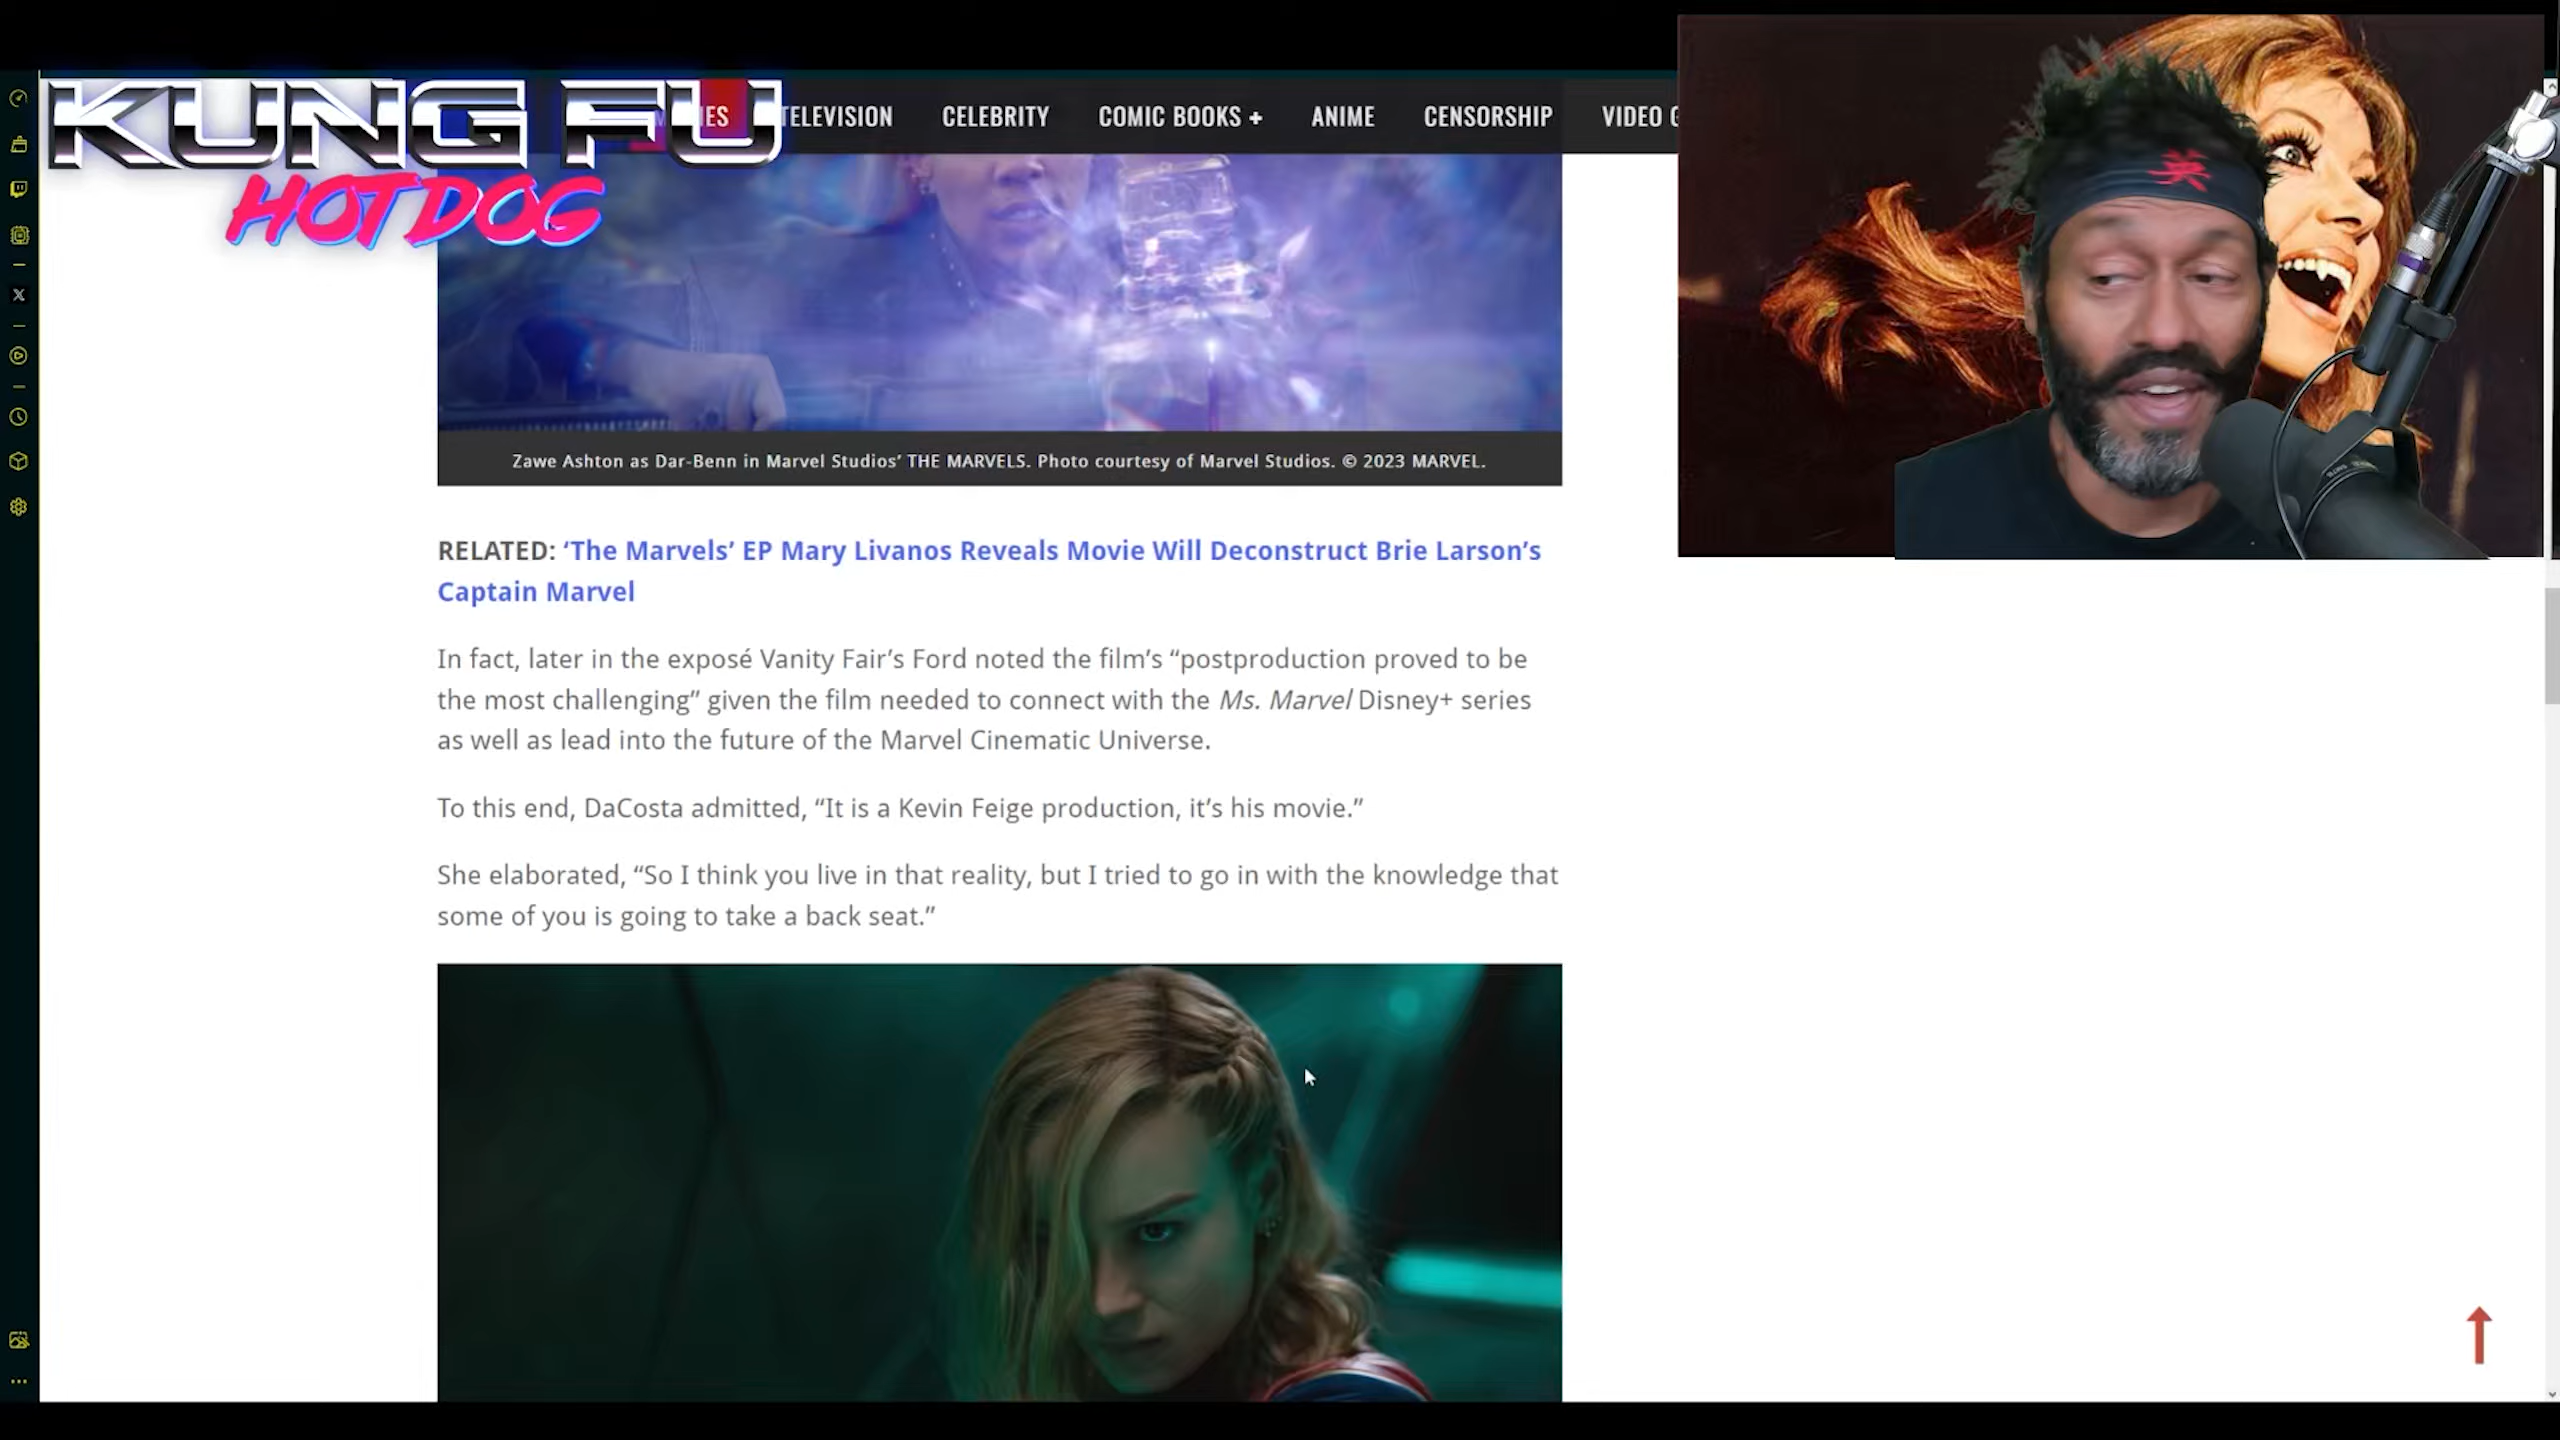 KUNG FU
HOT DOG
TELEVISION CELEBRITY COMIC BOOKS + ANIME CENSORSHIP VIDEO
英
Zawe Ashton as Dar-Benn in Marvel Studios’ THE MARVELS. Photo courtesy of Marvel Studios. © 2023 MARVEL.
RELATED: ‘The Marvels’ EP Mary Livanos Reveals Movie Will Deconstruct Brie Larson’s
Captain Marvel
In fact, later in the exposé Vanity Fair’s Ford noted the film’s “postproduction proved to be
the most challenging” given the film needed to connect with the Ms. Marvel Disney+ series
as well as lead into the future of the Marvel Cinematic Universe.
To this end, DaCosta admitted, “It is a Kevin Feige production, it’s his movie.”
She elaborated, “So I think you live in that reality, but I tried to go in with the knowledge that
some of you is going to take a back seat.”